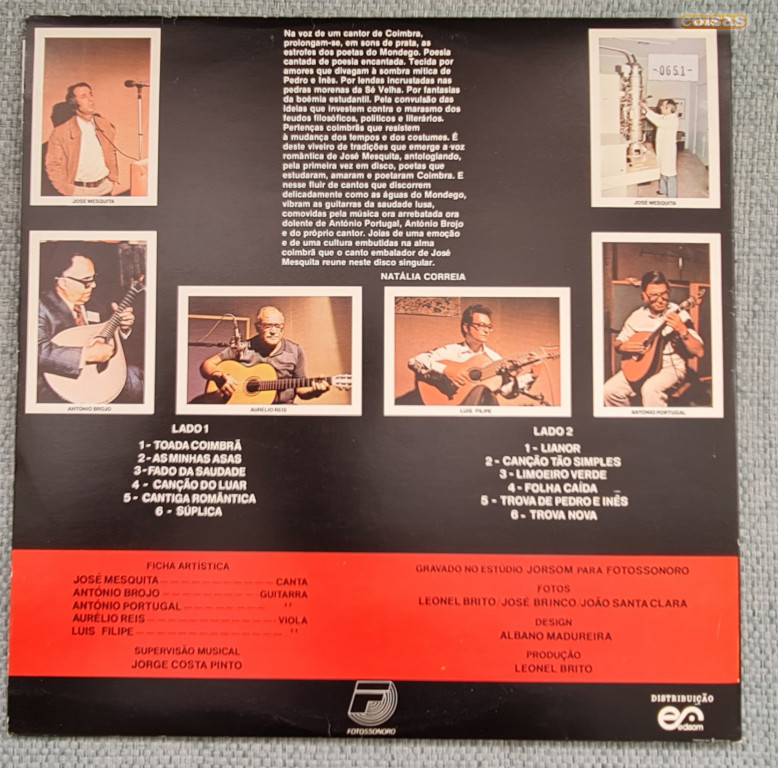 coisas
Na voz de um cantor de Coimbra,
prolongam-se, em sons de prata, as
estrofes dos poetas do Mondego. Poesia
cantada de poesia encantada. Tecida por
amores que divagam à sombra mítica de
Pedro e Inês. Por lendas incrustadas nas
pedras morenas da Sé Velha. Por fantasias
da boêmia estudantil. Pela convulsão das
ideias que investem contra o marasmo dos
feudos filosóficos, políticos e literários.
Pertenças coimbrãs que resistem
à mudança dos tempos e dos costumes. É
deste viveiro de tradições que emerge a voz
romântica de José Mesquita, antologiando,
pela primeira vez em disco, poetas que
estudaram, amaram e poetaram Coimbra. E
nesse fluir de cantos que discorrem
delicadamente como as águas do Mondego,
vibram as guitarras da saudade lusa,
comovidas pela música ora arrebatada ora
dolente de António Portugal, António Brojo
e do próprio cantor. Joias de uma emoção
e de uma cultura embutidas na alma
coimbrã que o canto embalador de José
Mesquita reune neste disco singular.
NATÁLIA CORREIA
-0651-
JOSÉ MESQUITA
JOSÉ MESQUITA
ANTÓNIO BROJO
AURÉLIO REIS
LUIS FILIPE
ANTÓNIO PORTUGAL
LADO 1
1 - TOADA COIMBRÃ
2 - AS MINHAS ASAS
3 - FADO DA SAUDADE
4 - CANÇÃO DO LUAR
5 - CANTIGA ROMÂNTICA
6 - SÚPLICA
LADO 2
1 - LIANOR
2 - CANÇÃO TÃO SIMPLES
3 - LIMOEIRO VERDE
4 - FOLHA CAÍDA
5 - TROVA DE PEDRO E INÊS
6 - TROVA NOVA
FICHA ARTÍSTICA
JOSÉ MESQUITA — CANTA
ANTÓNIO BROJO — GUITARRA
ANTÓNIO PORTUGAL — "
AURÉLIO REIS — VIOLA
LUIS FILIPE — "
SUPERVISÃO MUSICAL
JORGE COSTA PINTO
GRAVADO NO ESTÚDIO JORSOM PARA FOTOSSONORO
FOTOS
LEONEL BRITO/JOSÉ BRINCO/JOÃO SANTA CLARA
DESIGN
ALBANO MADUREIRA
PRODUÇÃO
LEONEL BRITO
FOTOSSONORO
DISTRIBUIÇÃO
edisom